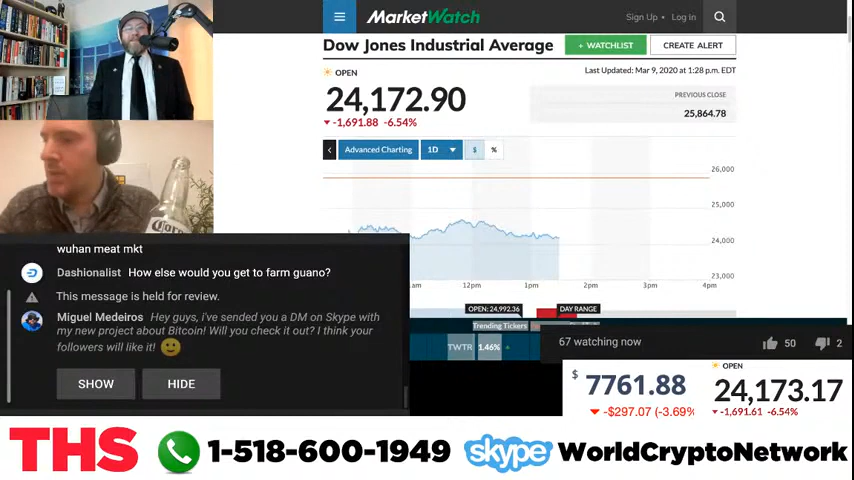 MarketWatch
Sign Up · Log In
Dow Jones Industrial Average
+ WATCHLIST
CREATE ALERT
OPEN
Last Updated: Mar 9, 2020 at 1:28 p.m. EDT
24,172.90
-1,691.88 -6.54%
PREVIOUS CLOSE
25,864.78
Advanced Charting
1D
$
%
26,000
25,000
24,000
23,000
am
12pm
1pm
2pm
3pm
4pm
OPEN: 24,992.36
DAY RANGE
Trending Tickers
TWTR
1.46%
wuhan meat mkt
Dashionalist How else would you get to farm guano?
This message is held for review.
Miguel Medeiros Hey guys, i've sended you a DM on Skype with
my new project about Bitcoin! Will you check it out? I think your
followers will like it!
SHOW
HIDE
67 watching now
50
2
$ 7761.88
-$297.07 (-3.69%
OPEN
24,173.17
-1,691.61 -6.54%
THS
1-518-600-1949
skype
WorldCryptoNetwork